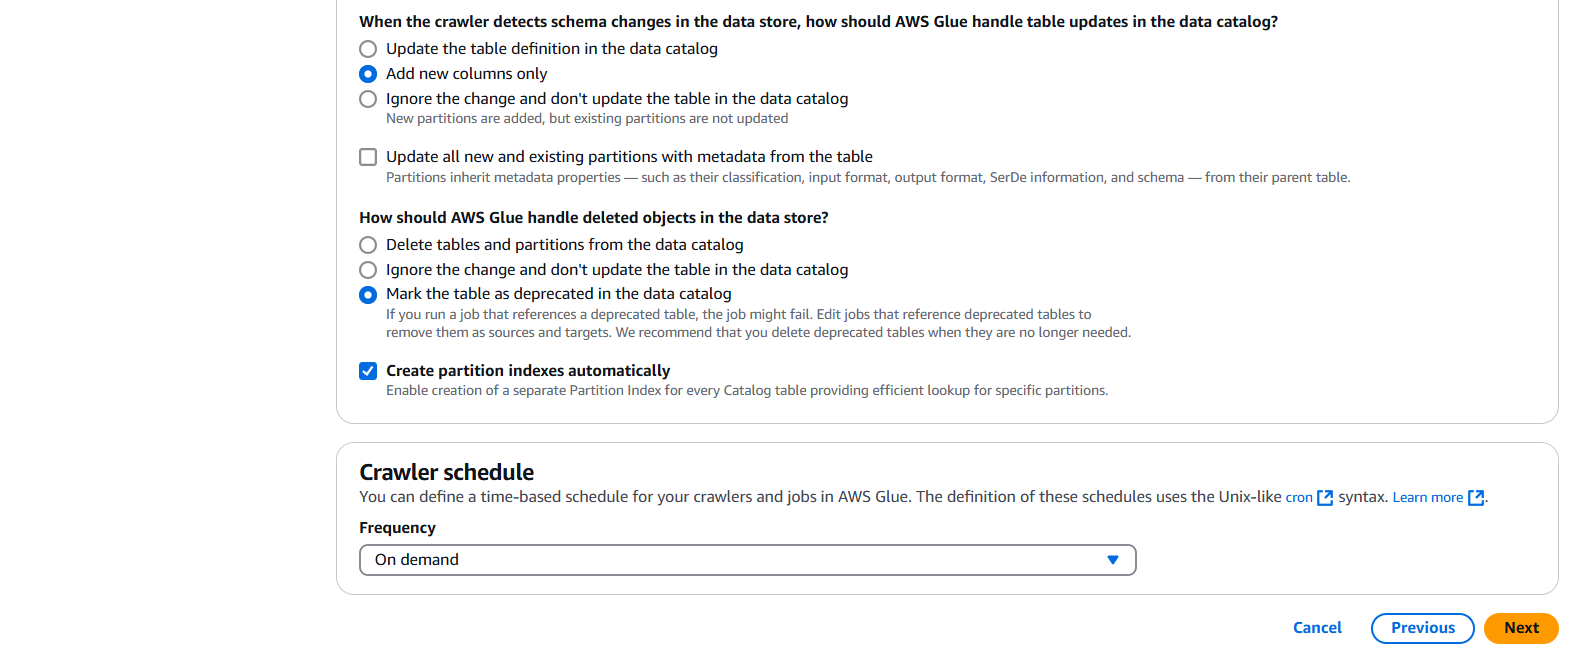 When the crawler detects schema changes in the data store, how should AWS Glue handle table updates in the data catalog?
Update the table definition in the data catalog
Add new columns only
Ignore the change and don't update the table in the data catalog
New partitions are added, but existing partitions are not updated
Update all new and existing partitions with metadata from the table
Partitions inherit metadata properties — such as their classification, input format, output format, SerDe information, and schema — from their parent table.
How should AWS Glue handle deleted objects in the data store?
Delete tables and partitions from the data catalog
Ignore the change and don't update the table in the data catalog
Mark the table as deprecated in the data catalog
If you run a job that references a deprecated table, the job might fail. Edit jobs that reference deprecated tables to
remove them as sources and targets. We recommend that you delete deprecated tables when they are no longer needed.
Create partition indexes automatically
Enable creation of a separate Partition Index for every Catalog table providing efficient lookup for specific partitions.
Crawler schedule
You can define a time-based schedule for your crawlers and jobs in AWS Glue. The definition of these schedules uses the Unix-like cron syntax. Learn more.
Frequency
On demand
Cancel Previous Next